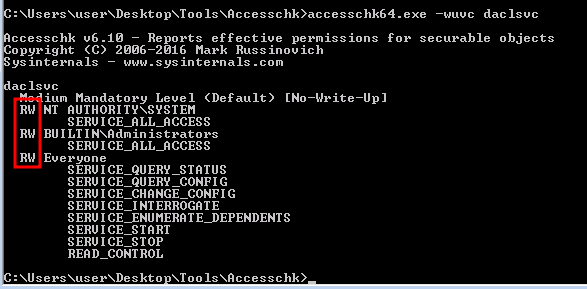 C:\Users\user\Desktop\Tools\Accesschk>accesschk64.exe -wuvc daclsvc
Accesschk v6.10 - Reports effective permissions for securable objects
Copyright (C) 2006-2016 Mark Russinovich
Sysinternals - www.sysinternals.com
daclsvc
Medium Mandatory Level (Default) [No-Write-Up]
RW NT AUTHORITY\SYSTEM
SERVICE_ALL_ACCESS
RW BUILTIN\Administrators
SERVICE_ALL_ACCESS
RW Everyone
SERVICE_QUERY_STATUS
SERVICE_QUERY_CONFIG
SERVICE_CHANGE_CONFIG
SERVICE_INTERROGATE
SERVICE_ENUMERATE_DEPENDENTS
SERVICE_START
SERVICE_STOP
READ_CONTROL
C:\Users\user\Desktop\Tools\Accesschk>_